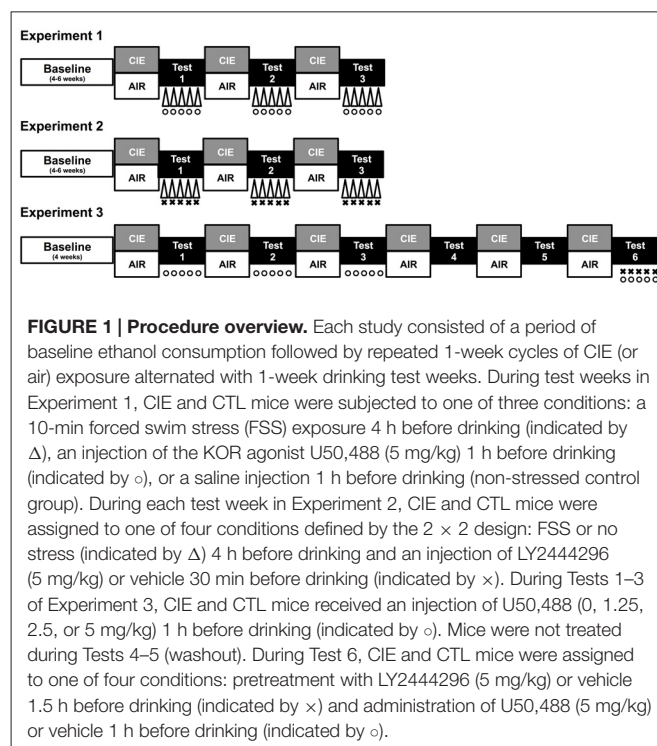 Experiment 1
Baseline
(4-6 weeks)
CIE
AIR
Test
1
CIE
AIR
Test
2
CIE
AIR
Test
3
ΔΔΔΔΔ ΔΔΔΔΔ ΔΔΔΔΔ
○○○○○ ○○○○○ ○○○○○
Experiment 2
Baseline
(4-6 weeks)
CIE
AIR
Test
1
CIE
AIR
Test
2
CIE
AIR
Test
3
ΔΔΔΔΔ ΔΔΔΔΔ ΔΔΔΔΔ
××××× ××××× ×××××
Experiment 3
Baseline
(4 weeks)
CIE
AIR
Test
1
CIE
AIR
Test
2
CIE
AIR
Test
3
CIE
AIR
Test
4
CIE
AIR
Test
5
CIE
AIR
Test
6
×××××
○○○○○ ○○○○○ ○○○○○ ○○○○○
FIGURE 1 | Procedure overview. Each study consisted of a period of
baseline ethanol consumption followed by repeated 1-week cycles of CIE (or
air) exposure alternated with 1-week drinking test weeks. During test weeks in
Experiment 1, CIE and CTL mice were subjected to one of three conditions: a
10-min forced swim stress (FSS) exposure 4 h before drinking (indicated by
Δ), an injection of the KOR agonist U50,488 (5 mg/kg) 1 h before drinking
(indicated by ○), or a saline injection 1 h before drinking (non-stressed control
group). During each test week in Experiment 2, CIE and CTL mice were
assigned to one of four conditions defined by the 2 × 2 design: FSS or no
stress (indicated by Δ) 4 h before drinking and an injection of LY2444296
(5 mg/kg) or vehicle 30 min before drinking (indicated by ×). During Tests 1–3
of Experiment 3, CIE and CTL mice received an injection of U50,488 (0, 1.25,
2.5, or 5 mg/kg) 1 h before drinking (indicated by ○). Mice were not treated
during Tests 4–5 (washout). During Test 6, CIE and CTL mice were assigned
to one of four conditions: pretreatment with LY2444296 (5 mg/kg) or vehicle
1.5 h before drinking (indicated by ×) and administration of U50,488 (5 mg/kg)
or vehicle 1 h before drinking (indicated by ○).